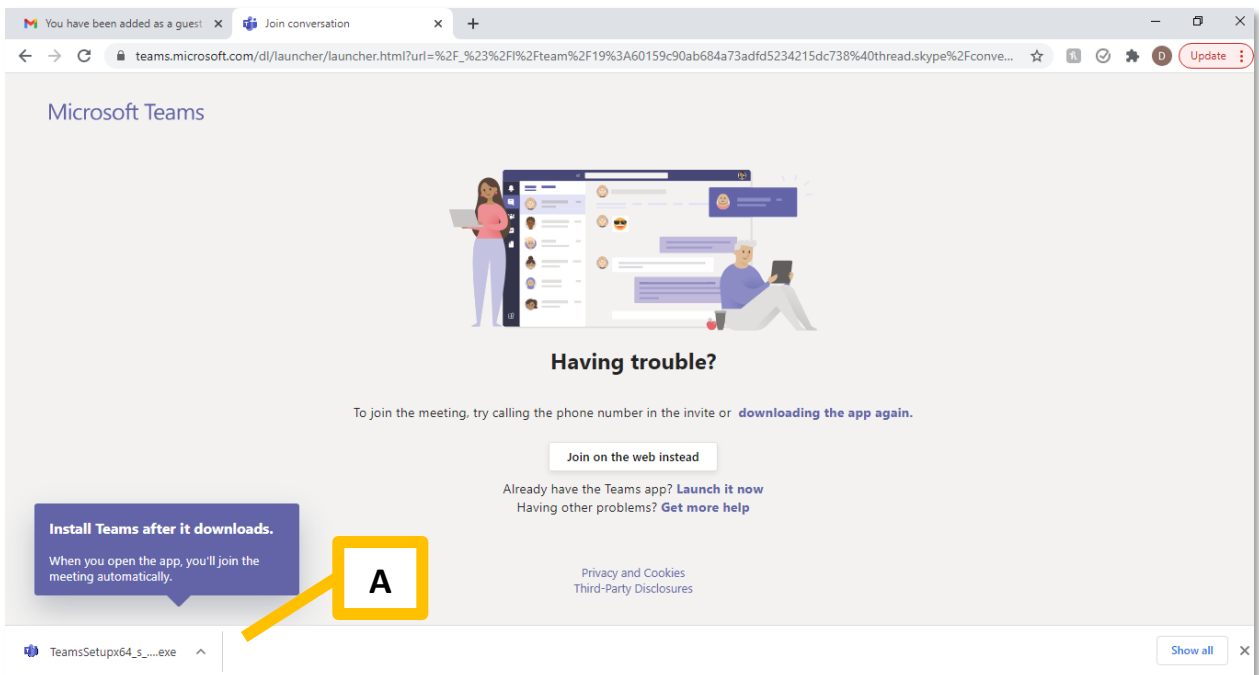 You have been added as a guest
Join conversation
teams.microsoft.com/dl/launcher/launcher.html?url=%2F_%23%2Fl%2Fteam%2F19%3A60159c90ab684a73adfd5234215dc738%40thread.skype%2Fconve...
D
Update
Microsoft Teams
Having trouble?
To join the meeting, try calling the phone number in the invite or downloading the app again.
Join on the web instead
Already have the Teams app? Launch it now
Having other problems? Get more help
Install Teams after it downloads.
When you open the app, you'll join the
meeting automatically.
A
Privacy and Cookies
Third-Party Disclosures
TeamsSetupx64_s_....exe
Show all